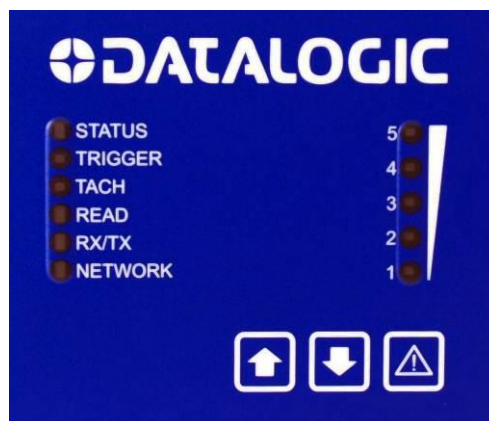 DATALOGIC
STATUS
TRIGGER
TACH
READ
RX/TX
NETWORK
5
4
3
2
1